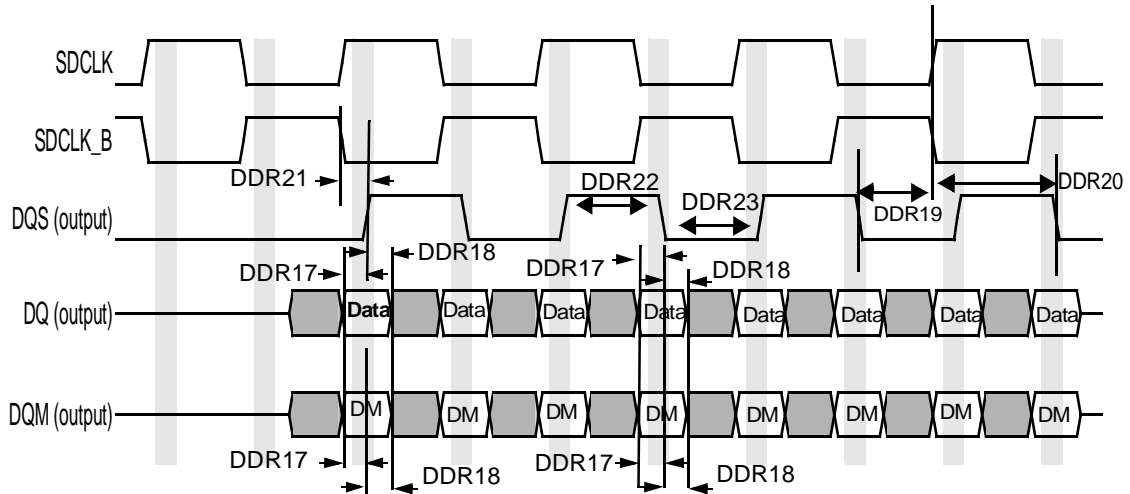 SDCLK
SDCLK_B
DDR21
DDR22
DDR23
DDR20
DQS (output)
DDR19
DDR18
DDR17
DDR17
DDR18
DQ (output)
Data Data Data Data Data Data Data Data
DQM (output)
DM DM DM DM DM DM DM DM
DDR17
DDR18
DDR17
DDR18